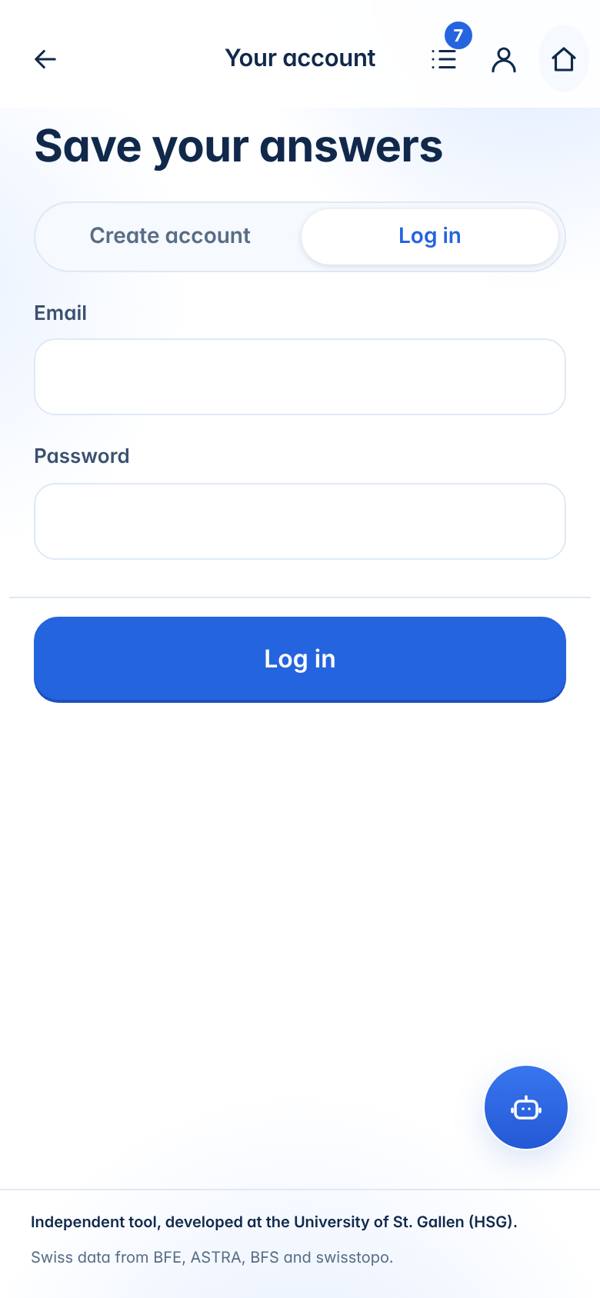 7
Your account
Save your answers
Create account
Log in
Email
Password
Log in
Independent tool, developed at the University of St. Gallen (HSG).
Swiss data from BFE, ASTRA, BFS and swisstopo.